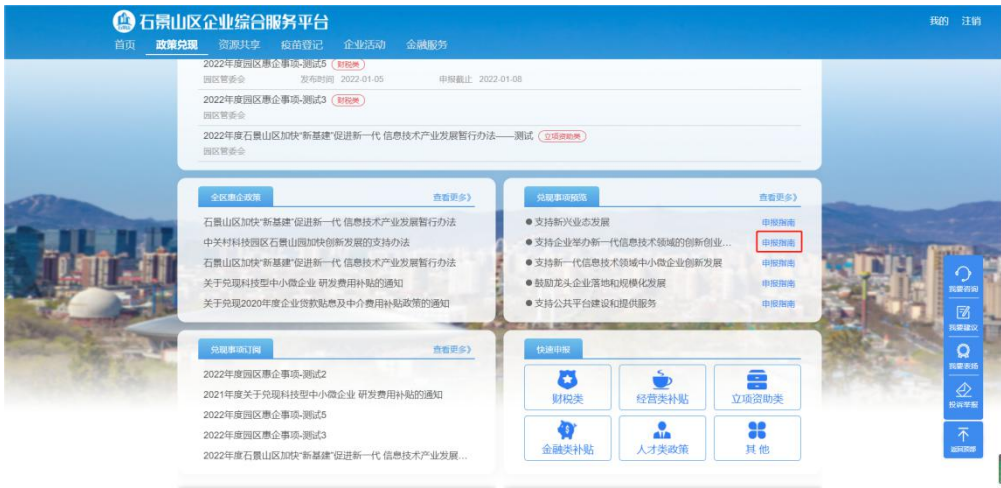 石景山区企业综合服务平台
我的 注销
首页 政策兑现 资源共享 疫苗登记 企业活动 金融服务
2022年度园区惠企事项-测试5 财税类
园区管委会 发布时间 2022-01-05 申报截止 2022-01-08
2022年度园区惠企事项-测试3 财税类
园区管委会
2022年度石景山区加快“新基建”促进新一代 信息技术产业发展暂行办法——测试 立项资助类
园区管委会
全区惠企政策 查看更多》
石景山区加快“新基建”促进新一代 信息技术产业发展暂行办法
中关村科技园区石景山园加快创新发展的支持办法
石景山区加快“新基建”促进新一代 信息技术产业发展暂行办法
关于兑现科技型中小微企业 研发费用补贴的通知
关于兑现2020年度企业贷款贴息及中介费用补贴政策的通知
兑现事项预览 查看更多》
●支持新兴业态发展 申报指南
●支持企业举办新一代信息技术领域的创新创业... 申报指南
●支持新一代信息技术领域中小微企业创新发展 申报指南
●鼓励龙头企业落地和规模化发展 申报指南
●支持公共平台建设和提供服务 申报指南
兑现事项订阅 查看更多》
2022年度园区惠企事项-测试2
2021年度关于兑现科技型中小微企业 研发费用补贴的通知
2022年度园区惠企事项-测试5
2022年度园区惠企事项-测试3
2022年度石景山区加快“新基建”促进新一代 信息技术产业发展...
快速申报
财税类 经营类补贴 立项资助类
金融类补贴 人才类政策 其 他
我要咨询
我要建议
我要表扬
投诉举报
返回顶部